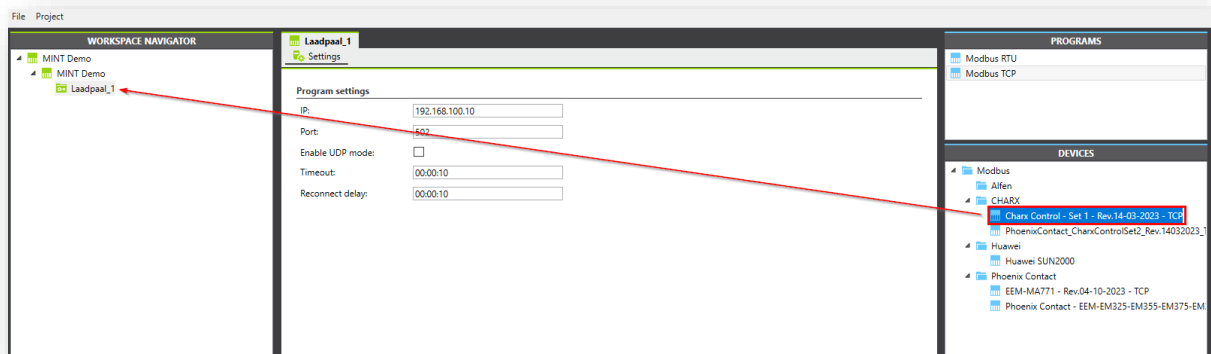 File Project
WORKSPACE NAVIGATOR
MINT Demo
MINT Demo
Laadpaal_1
Laadpaal_1
Settings
Program settings
IP: 192.168.100.10
Port: 502
Enable UDP mode:
Timeout: 00:00:10
Reconnect delay: 00:00:10
PROGRAMS
Modbus RTU
Modbus TCP
DEVICES
Modbus
Alfen
CHARX
Charx Control - Set 1 - Rev.14-03-2023 - TCP
PhoenixContact_CharxControlSet2_Rev.14032023_T
Huawei
Huawei SUN2000
Phoenix Contact
EEM-MA771 - Rev.04-10-2023 - TCP
Phoenix Contact - EEM-EM325-EM355-EM375-EM